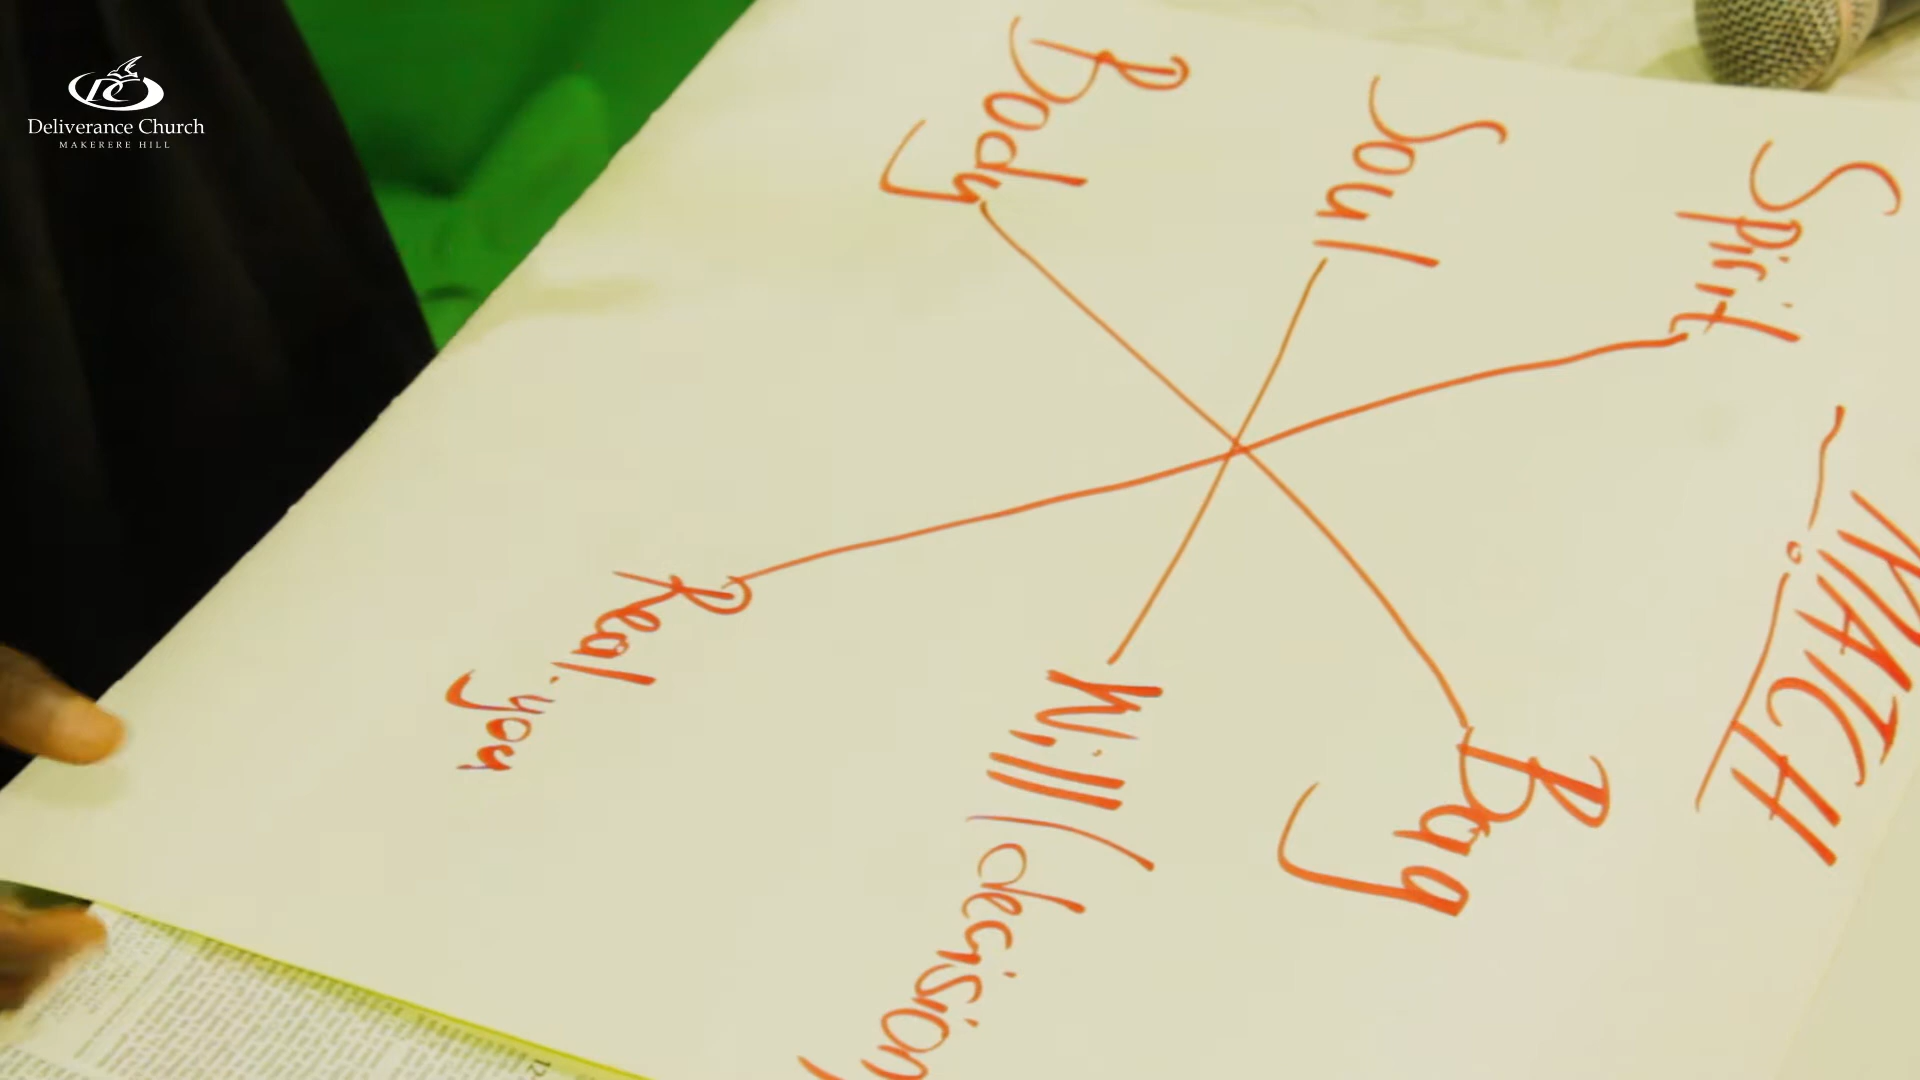 Deliverance Church
MAKERERE HILL
MATCH
Spirit
Soul
Body
Bag
Will/decision
Real-you